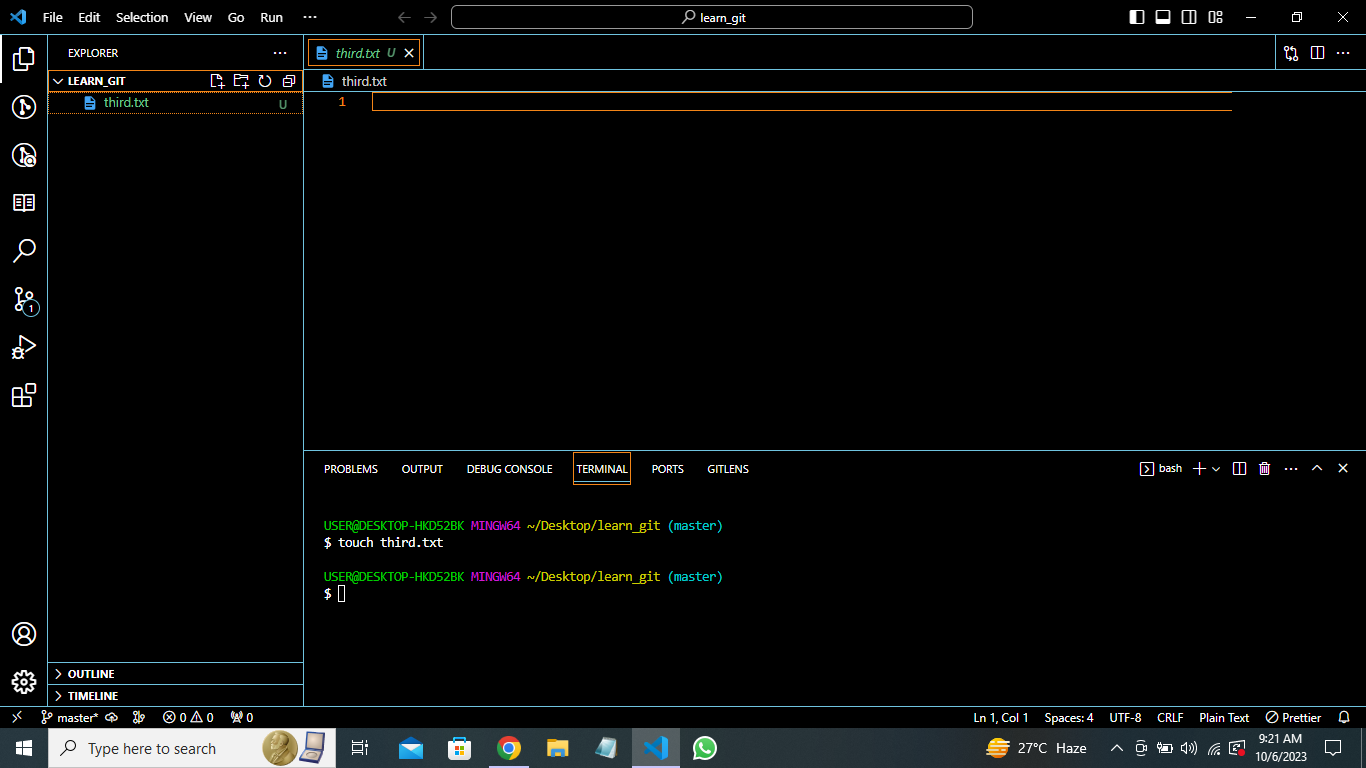 File Edit Selection View Go Run ···
learn_git
EXPLORER ···
LEARN_GIT
third.txt U
third.txt U
third.txt
1
PROBLEMS OUTPUT DEBUG CONSOLE TERMINAL PORTS GITLENS
bash
USER@DESKTOP-HKD52BK MINGW64 ~/Desktop/learn_git (master)
$ touch third.txt
USER@DESKTOP-HKD52BK MINGW64 ~/Desktop/learn_git (master)
$
1
OUTLINE
TIMELINE
master* 0 0 0
Ln 1, Col 1 Spaces: 4 UTF-8 CRLF Plain Text Prettier
Type here to search
27°C Haze
9:21 AM
10/6/2023